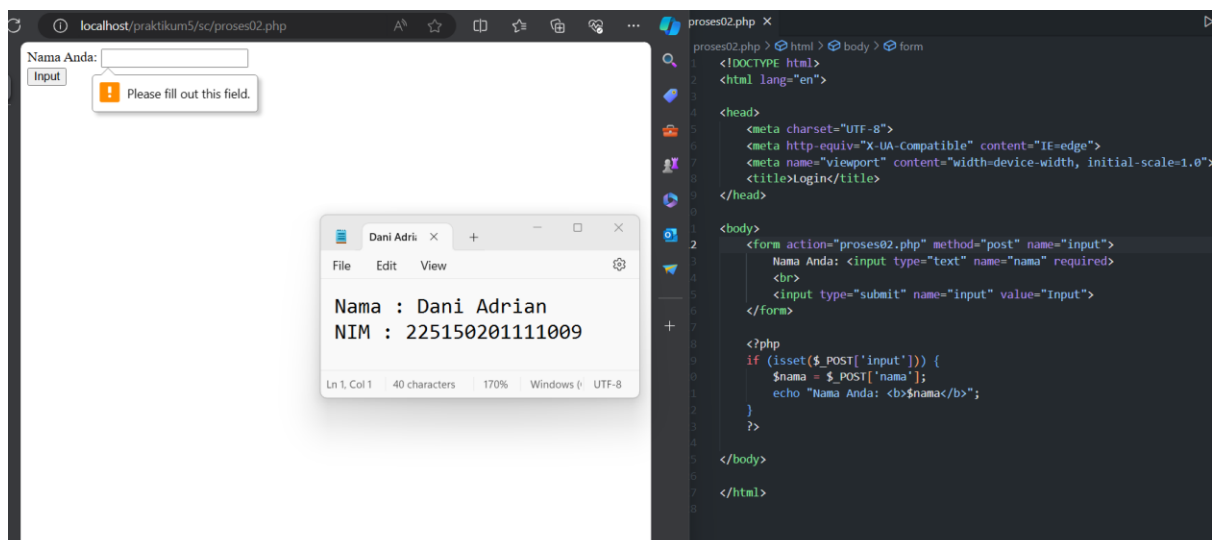 localhost/praktikum5/sc/proses02.php
Nama Anda:
Input
Please fill out this field.
Dani Adri
File Edit View
Nama : Dani Adrian
NIM : 225150201111009
Ln 1, Col 1 40 characters 170% Windows ( UTF-8
proses02.php
proses02.php > html > body > form
<!DOCTYPE html>
<html lang="en">
<head>
<meta charset="UTF-8">
<meta http-equiv="X-UA-Compatible" content="IE=edge">
<meta name="viewport" content="width=device-width, initial-scale=1.0">
<title>Login</title>
</head>
<body>
<form action="proses02.php" method="post" name="input">
Nama Anda: <input type="text" name="nama" required>
<br>
<input type="submit" name="input" value="Input">
</form>
<?php
if (isset($_POST['input'])) {
$nama = $_POST['nama'];
echo "Nama Anda: <b>$nama</b>";
}
?>
</body>
</html>